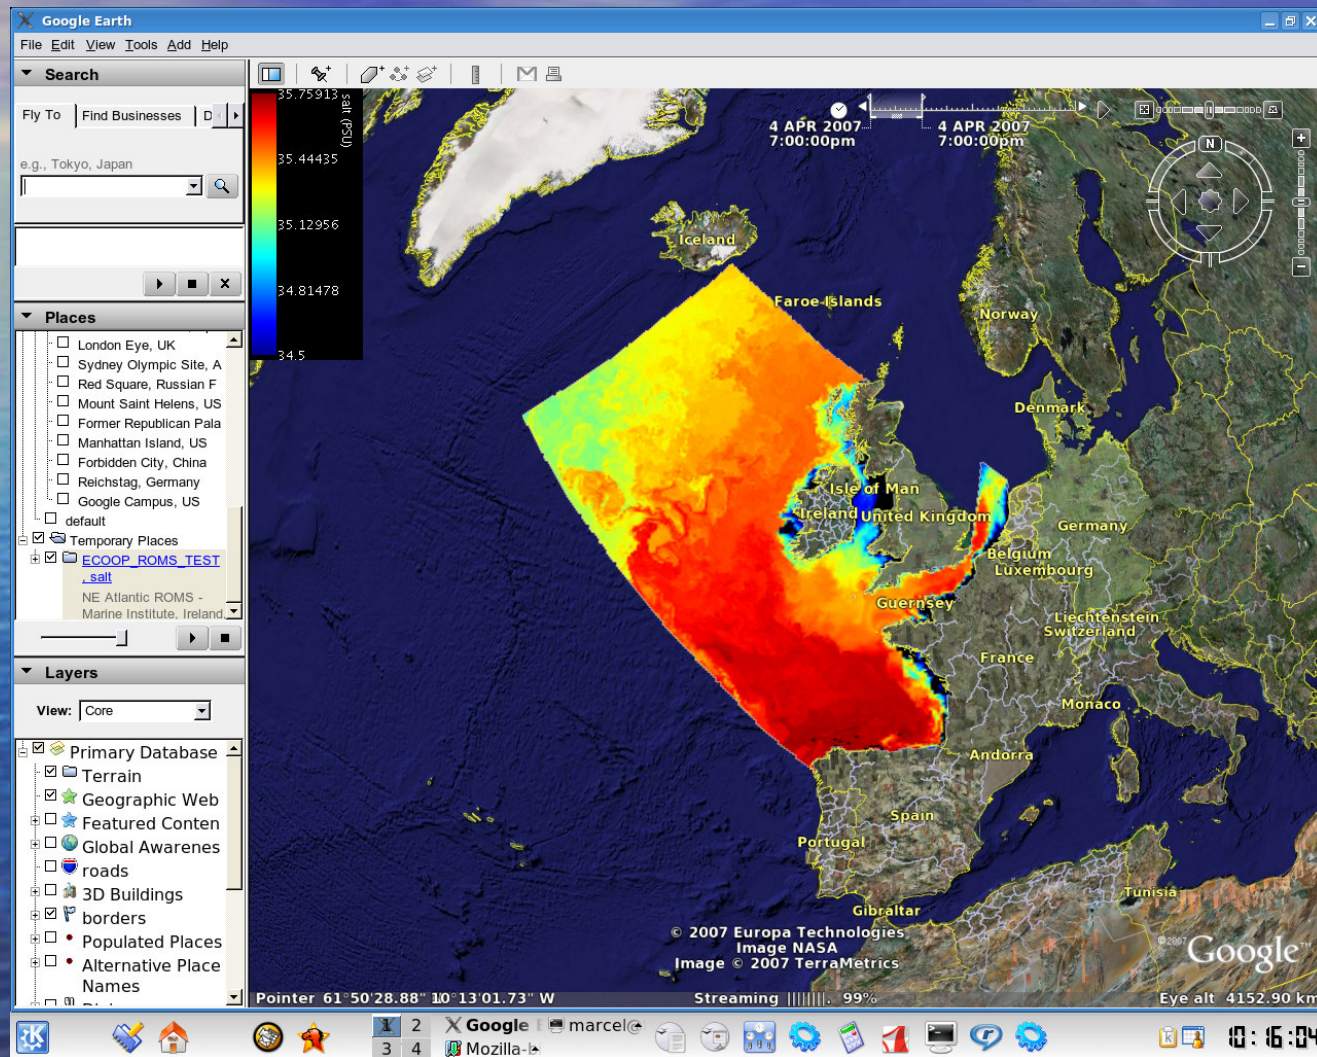 Google Earth
File Edit View Tools Add Help
Search
Fly To
Find Businesses
D
e.g., Tokyo, Japan
Places
London Eye, UK
Sydney Olympic Site, A
Red Square, Russian F
Mount Saint Helens, US
Former Republican Pala
Manhattan Island, US
Forbidden City, China
Reichstag, Germany
Google Campus, US
default
Temporary Places
ECOOP_ROMS_TEST
, salt
NE Atlantic ROMS -
Marine Institute, Ireland,
Layers
View: Core
Primary Database
Terrain
Geographic Web
Featured Conten
Global Awarenes
roads
3D Buildings
borders
Populated Places
Alternative Place
Names
35.75913
salt (PSU)
35.44435
35.12956
34.81478
34.5
4 APR 2007
7:00:00pm
4 APR 2007
7:00:00pm
N
Iceland
Faroe Islands
Norway
Denmark
Isle of Man
Ireland
United Kingdom
Germany
Belgium
Luxembourg
Guernsey
Liechtenstein
Switzerland
France
Monaco
Andorra
Spain
Portugal
Tunisia
Gibraltar
© 2007 Europa Technologies
Image NASA
Image © 2007 TerraMetrics
©2007 Google™
Pointer 61°50'28.88" 10°13'01.73" W
Streaming |||||||. 99%
Eye alt 4152.90 km
1 2
3 4
Google
marcel@
Mozilla-
10:16:04